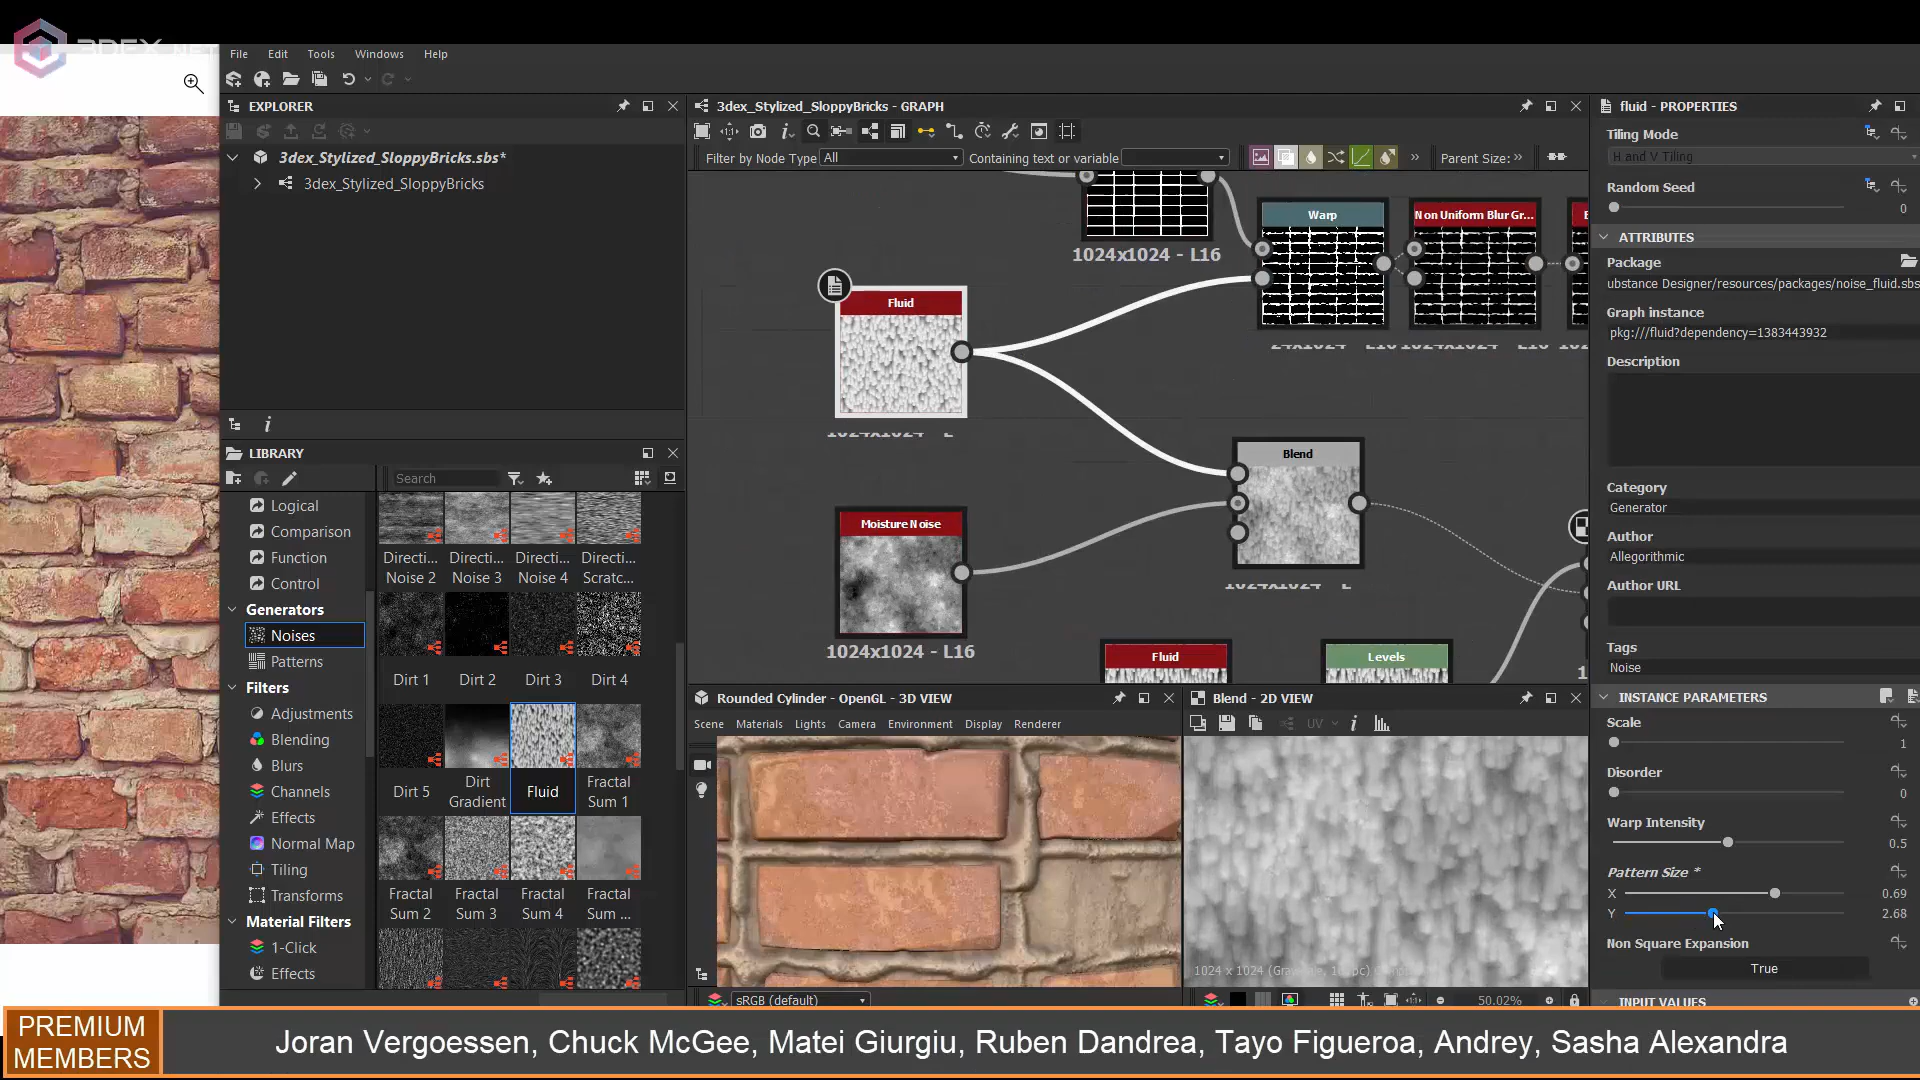 3DEX.NET
File Edit Tools Windows Help
EXPLORER
3dex_Stylized_SloppyBricks.sbs*
3dex_Stylized_SloppyBricks
LIBRARY
Search
Logical
Comparison
Function
Control
Generators
Noises
Patterns
Filters
Adjustments
Blending
Blurs
Channels
Effects
Normal Map
Tiling
Transforms
Material Filters
1-Click
Effects
Directi... Directi... Directi... Directi...
Noise 2 Noise 3 Noise 4 Scratc...
Dirt 1 Dirt 2 Dirt 3 Dirt 4
Dirt 5 Dirt Gradient Fluid Fractal Sum 1
Fractal Fractal Fractal Fractal
Sum 2 Sum 3 Sum 4 Sum ...
3dex_Stylized_SloppyBricks - GRAPH
Filter by Node Type All Containing text or variable Parent Size:
1024x1024 - L16
Warp
Non Uniform Blur Gr...
Fluid
Blend
Moisture Noise
1024x1024 - L16
Fluid
Levels
Rounded Cylinder - OpenGL - 3D VIEW
Scene Materials Lights Camera Environment Display Renderer
sRGB (default)
Blend - 2D VIEW
UV
50.02%
fluid - PROPERTIES
Tiling Mode
H and V Tiling
Random Seed
0
ATTRIBUTES
Package
ubstance Designer/resources/packages/noise_fluid.sbs
Graph instance
pkg:///fluid?dependency=1383443932
Description
Category
Generator
Author
Allegorithmic
Author URL
Tags
Noise
INSTANCE PARAMETERS
Scale
1
Disorder
0
Warp Intensity
0.5
Pattern Size *
X 0.69
Y 2.68
Non Square Expansion
True
INPUT VALUES
PREMIUM
MEMBERS
Joran Vergoessen, Chuck McGee, Matei Giurgiu, Ruben Dandrea, Tayo Figueroa, Andrey, Sasha Alexandra